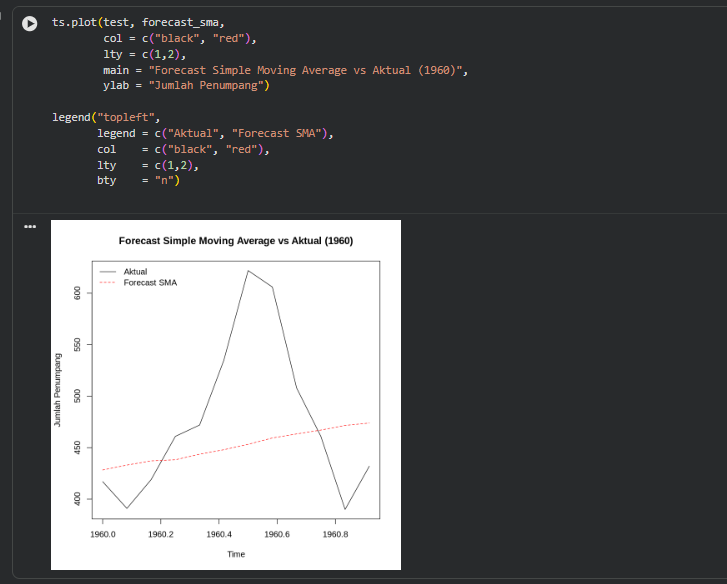 ts.plot(test, forecast_sma,
col = c("black", "red"),
lty = c(1,2),
main = "Forecast Simple Moving Average vs Aktual (1960)",
ylab = "Jumlah Penumpang")
legend("topleft",
legend = c("Aktual", "Forecast SMA"),
col = c("black", "red"),
lty = c(1,2),
bty = "n")
Forecast Simple Moving Average vs Aktual (1960)
Aktual
Forecast SMA
Jumlah Penumpang
600
550
500
450
400
1960.0 1960.2 1960.4 1960.6 1960.8
Time